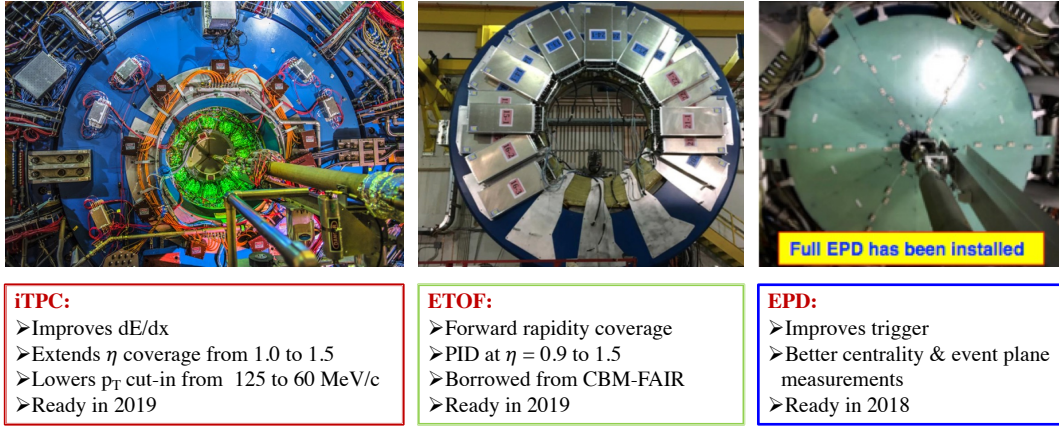 Full EPD has been installed
iTPC:
➢Improves dE/dx
➢Extends η coverage from 1.0 to 1.5
➢Lowers pT cut-in from 125 to 60 MeV/c
➢Ready in 2019
ETOF:
➢Forward rapidity coverage
➢PID at η = 0.9 to 1.5
➢Borrowed from CBM-FAIR
➢Ready in 2019
EPD:
➢Improves trigger
➢Better centrality & event plane
measurements
➢Ready in 2018